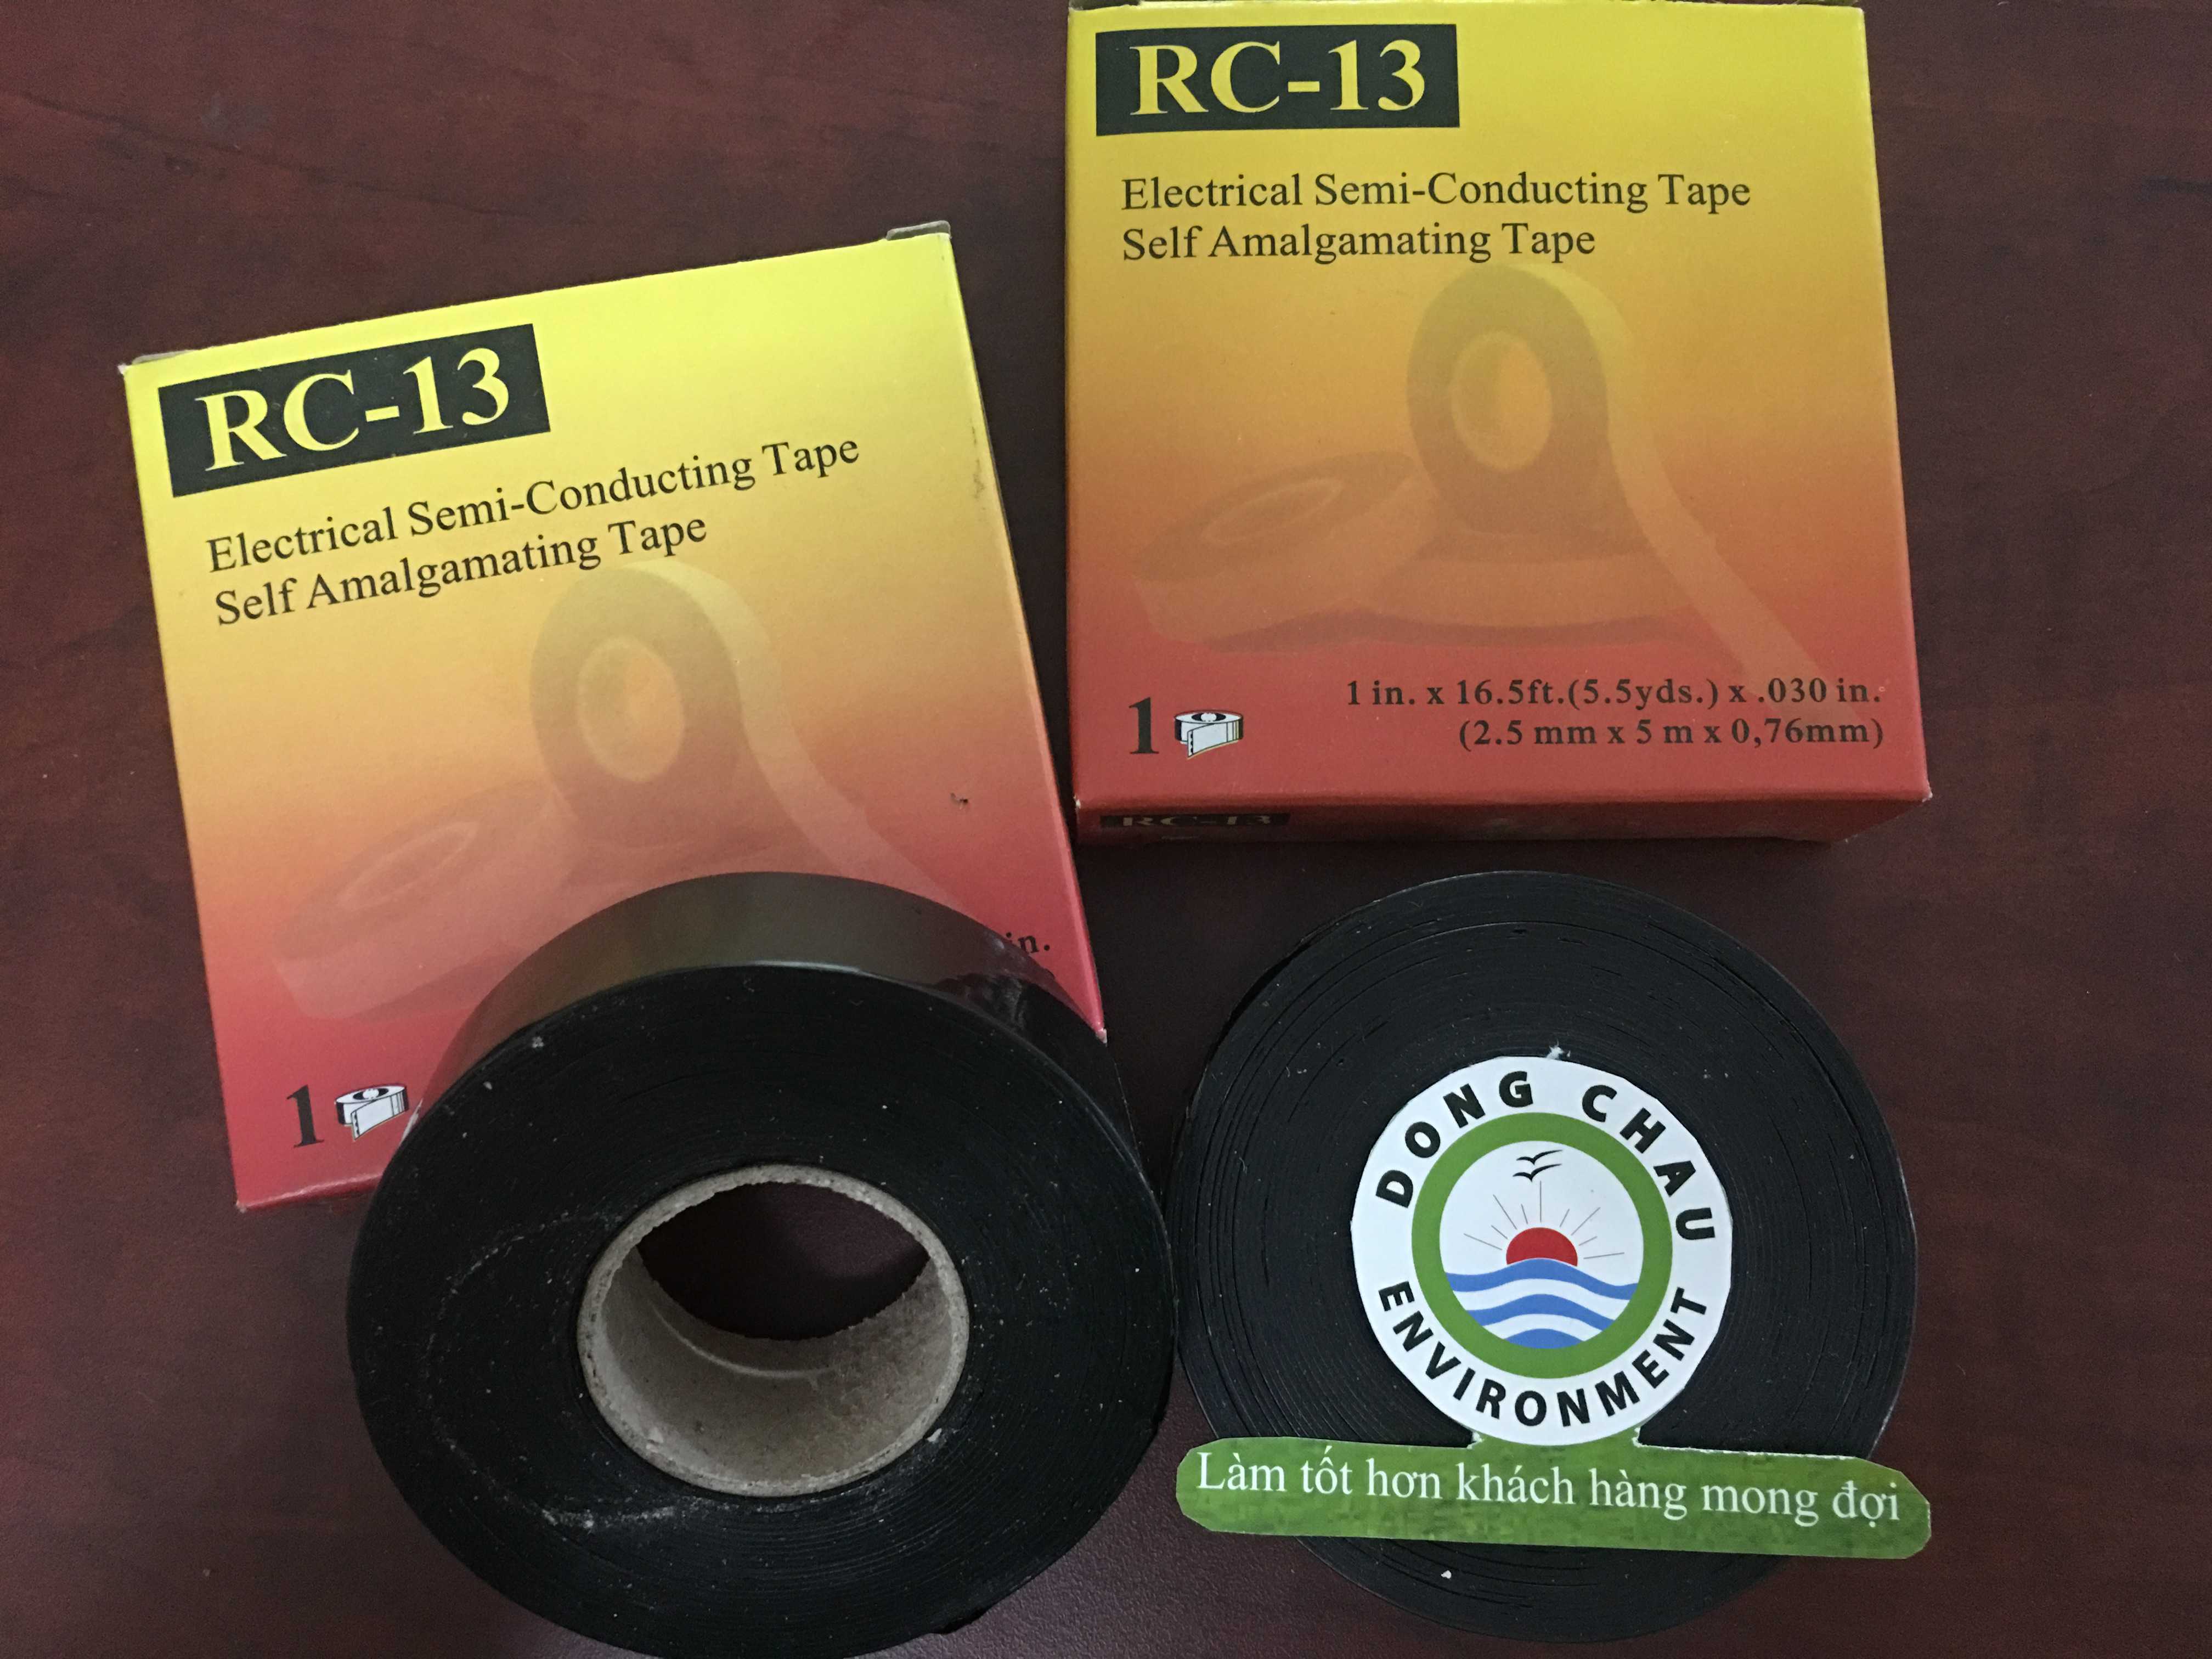 RC-13
Electrical Semi-Conducting Tape
Self Amalgamating Tape
1
in.
RC-13
Electrical Semi-Conducting Tape
Self Amalgamating Tape
1
1 in. x 16.5ft.(5.5yds.) x .030 in.
(2.5 mm x 5 m x 0,76mm)
RC-13
DONG CHAU
ENVIRONMENT
Làm tốt hơn khách hàng mong đợi